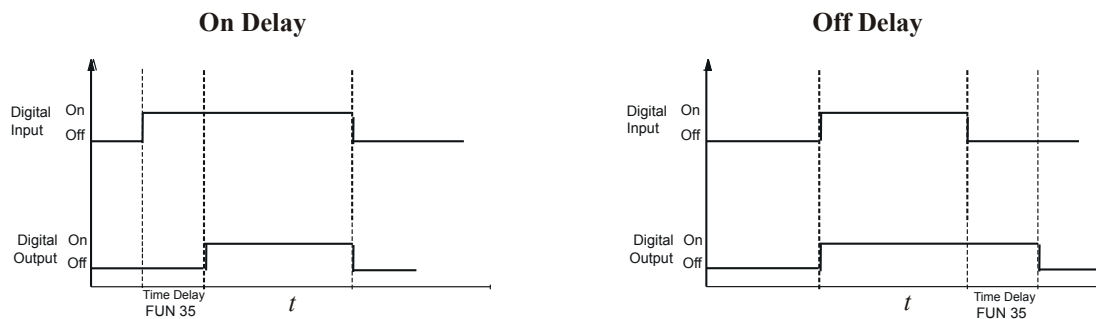 On Delay
Digital Input
On
Off
Digital Output
On
Off
Time Delay
FUN 35
t
Off Delay
Digital Input
On
Off
Digital Output
On
Off
t
Time Delay
FUN 35